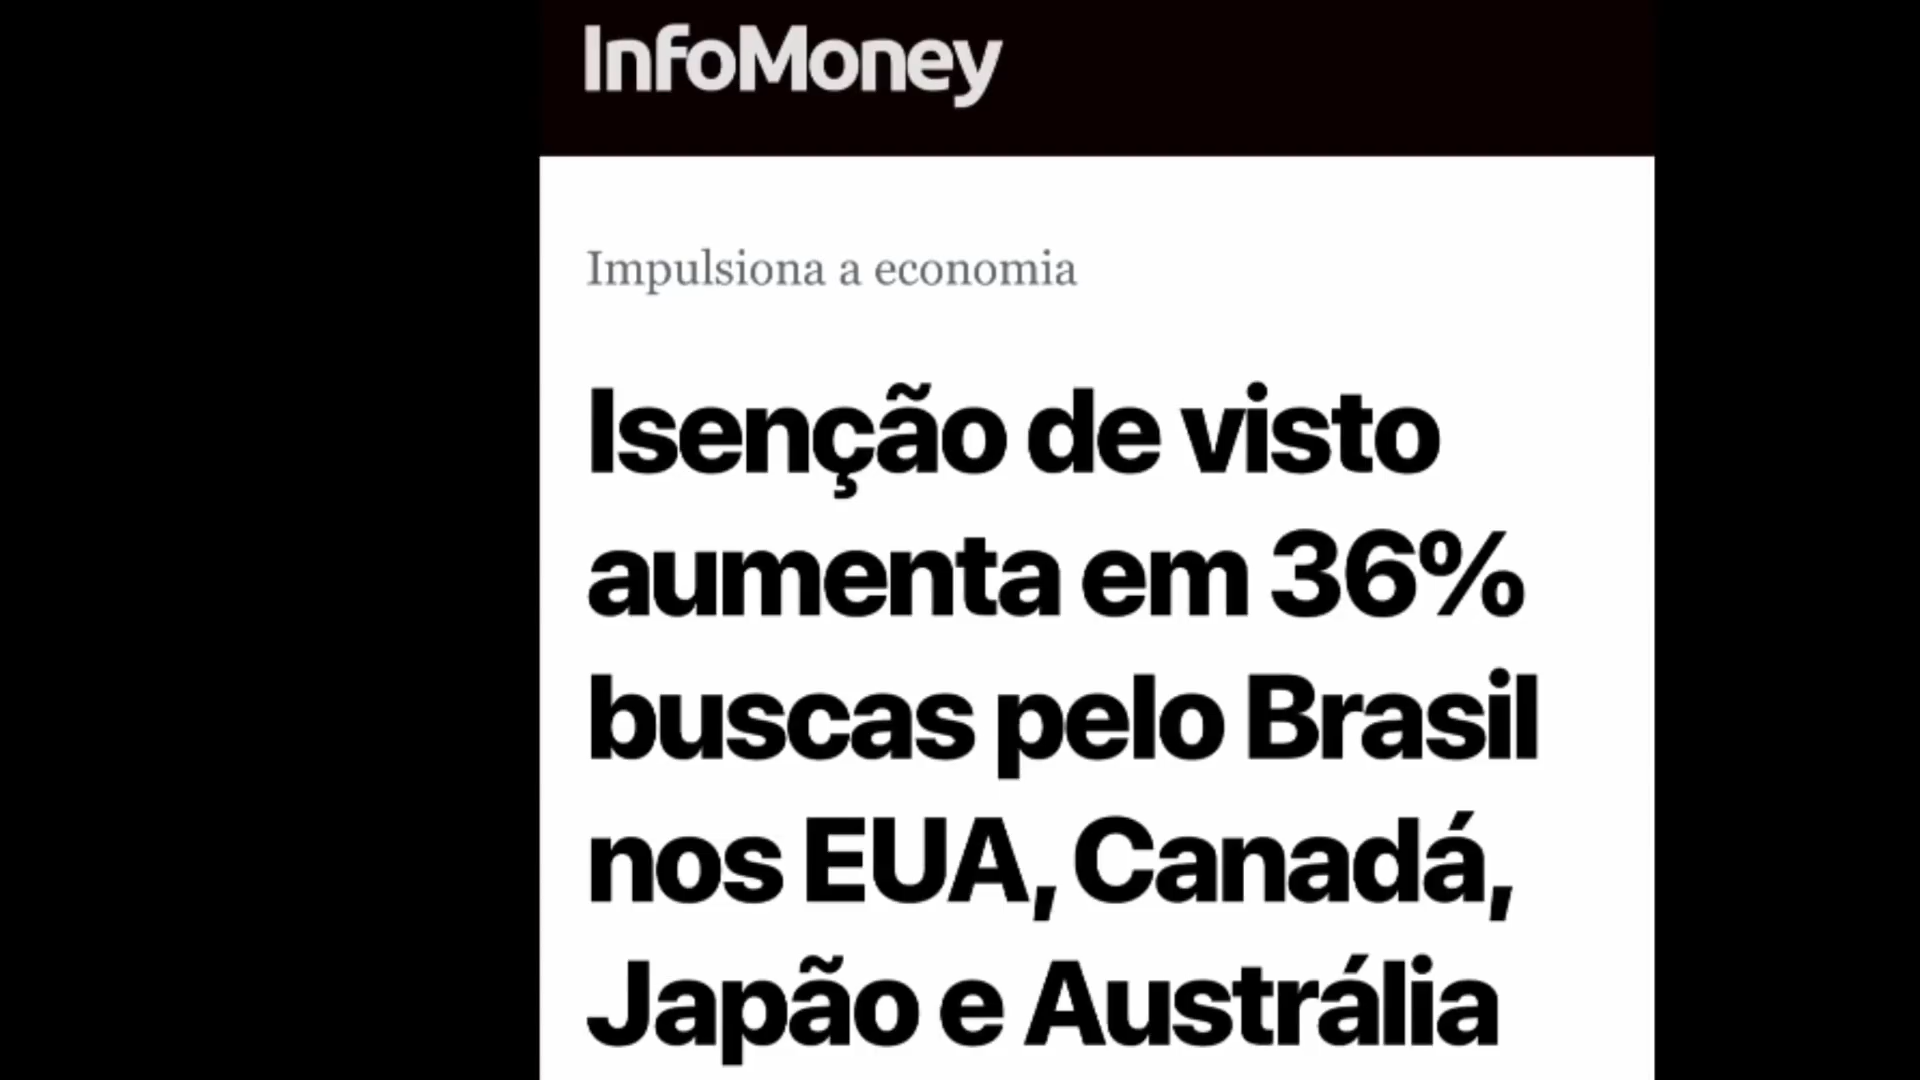 InfoMoney
Impulsiona a economia
Isenção de visto
aumenta em 36%
buscas pelo Brasil
nos EUA, Canadá,
Japão e Austrália